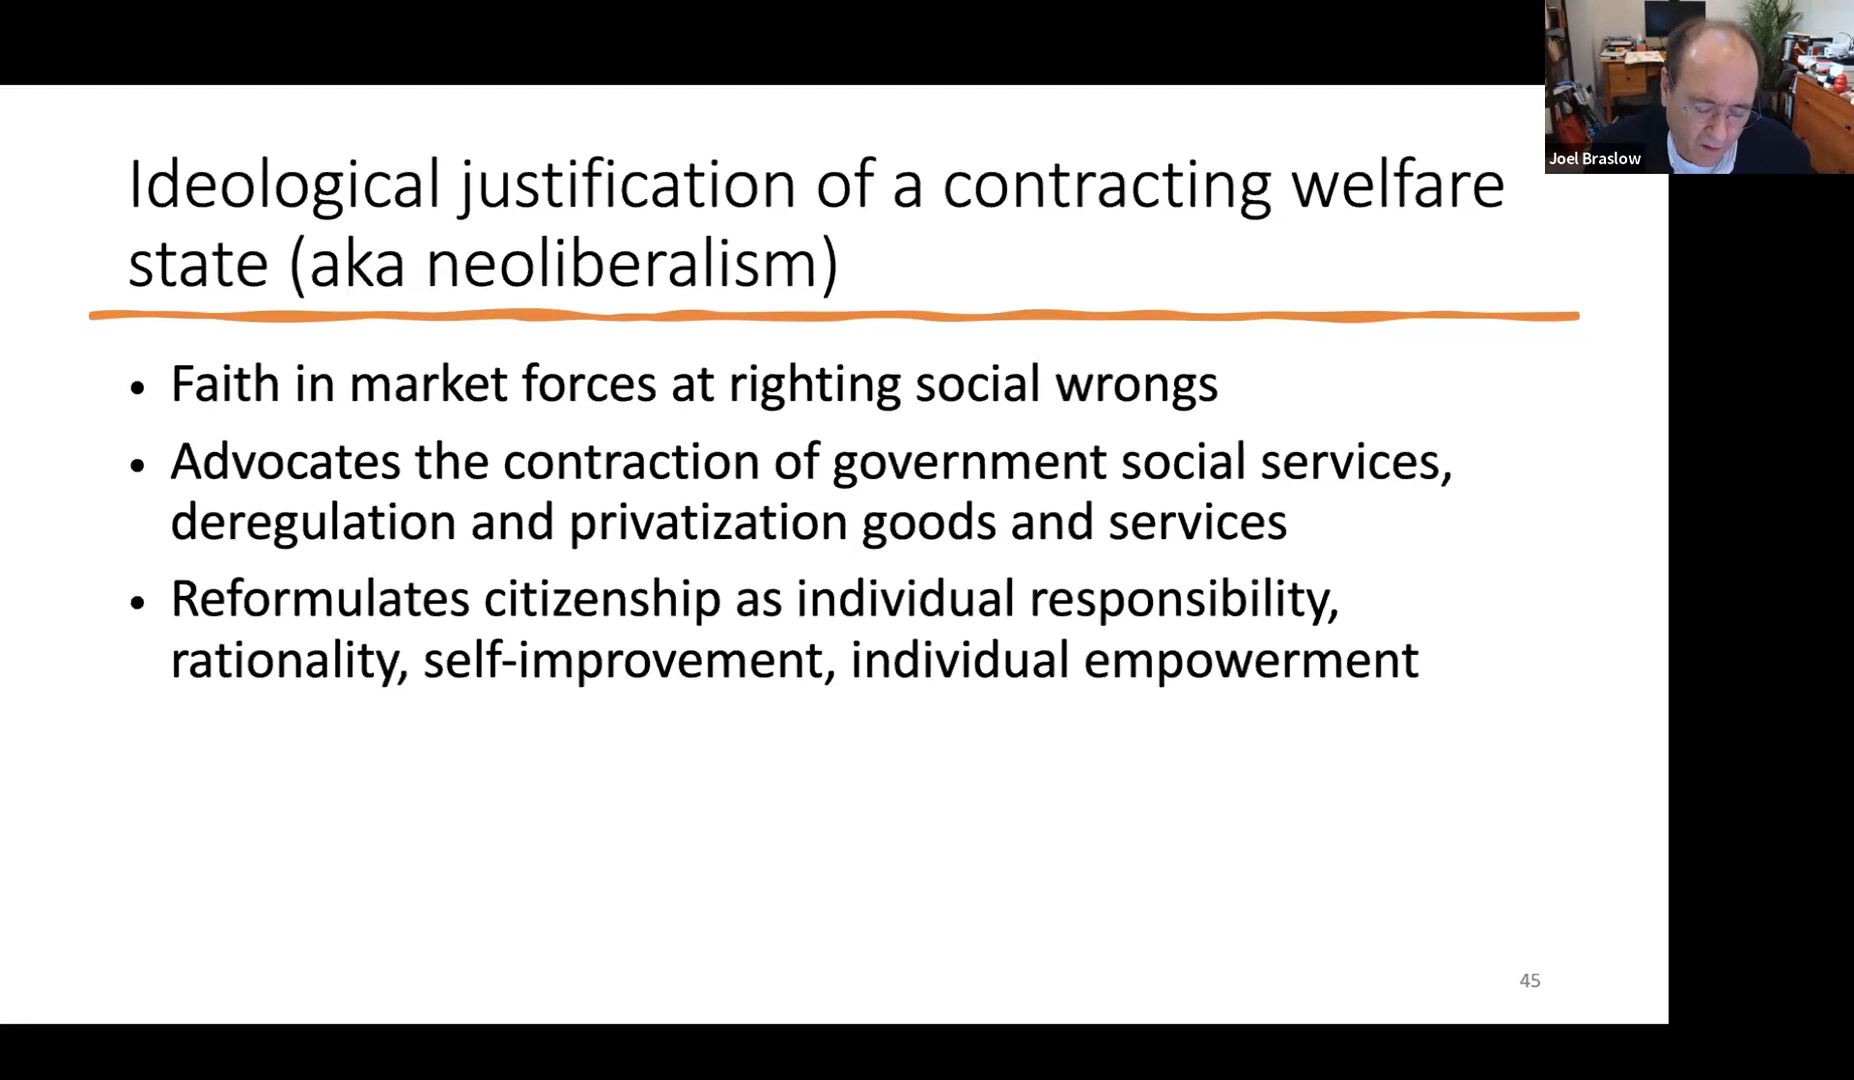 Joel Braslow
Ideological justification of a contracting welfare
state (aka neoliberalism)
• Faith in market forces at righting social wrongs
• Advocates the contraction of government social services,
deregulation and privatization goods and services
• Reformulates citizenship as individual responsibility,
rationality, self-improvement, individual empowerment
45